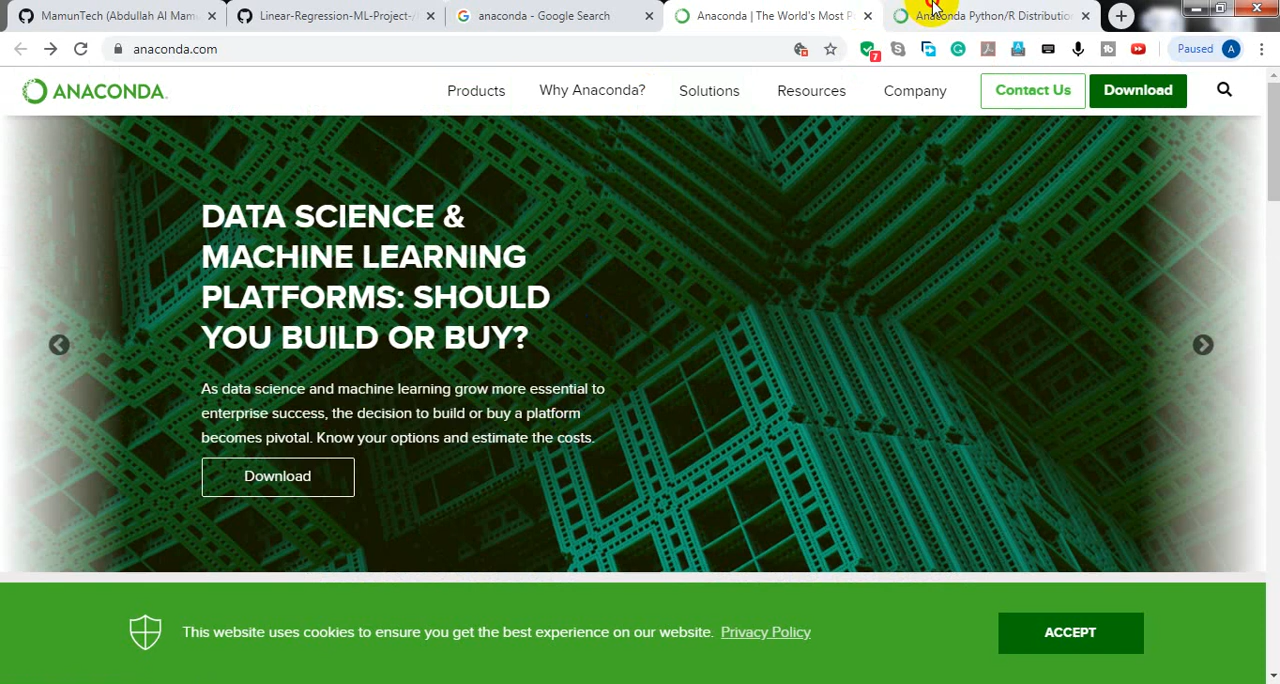 MamunTech (Abdullah Al Mamu
Linear-Regression-ML-Project-/
anaconda - Google Search
Anaconda | The World's Most P
Anaconda Python/R Distribution
anaconda.com
7
Paused
A
ANACONDA.
Products
Why Anaconda?
Solutions
Resources
Company
Contact Us
Download
DATA SCIENCE &
MACHINE LEARNING
PLATFORMS: SHOULD
YOU BUILD OR BUY?
As data science and machine learning grow more essential to
enterprise success, the decision to build or buy a platform
becomes pivotal. Know your options and estimate the costs.
Download
This website uses cookies to ensure you get the best experience on our website. Privacy Policy
ACCEPT